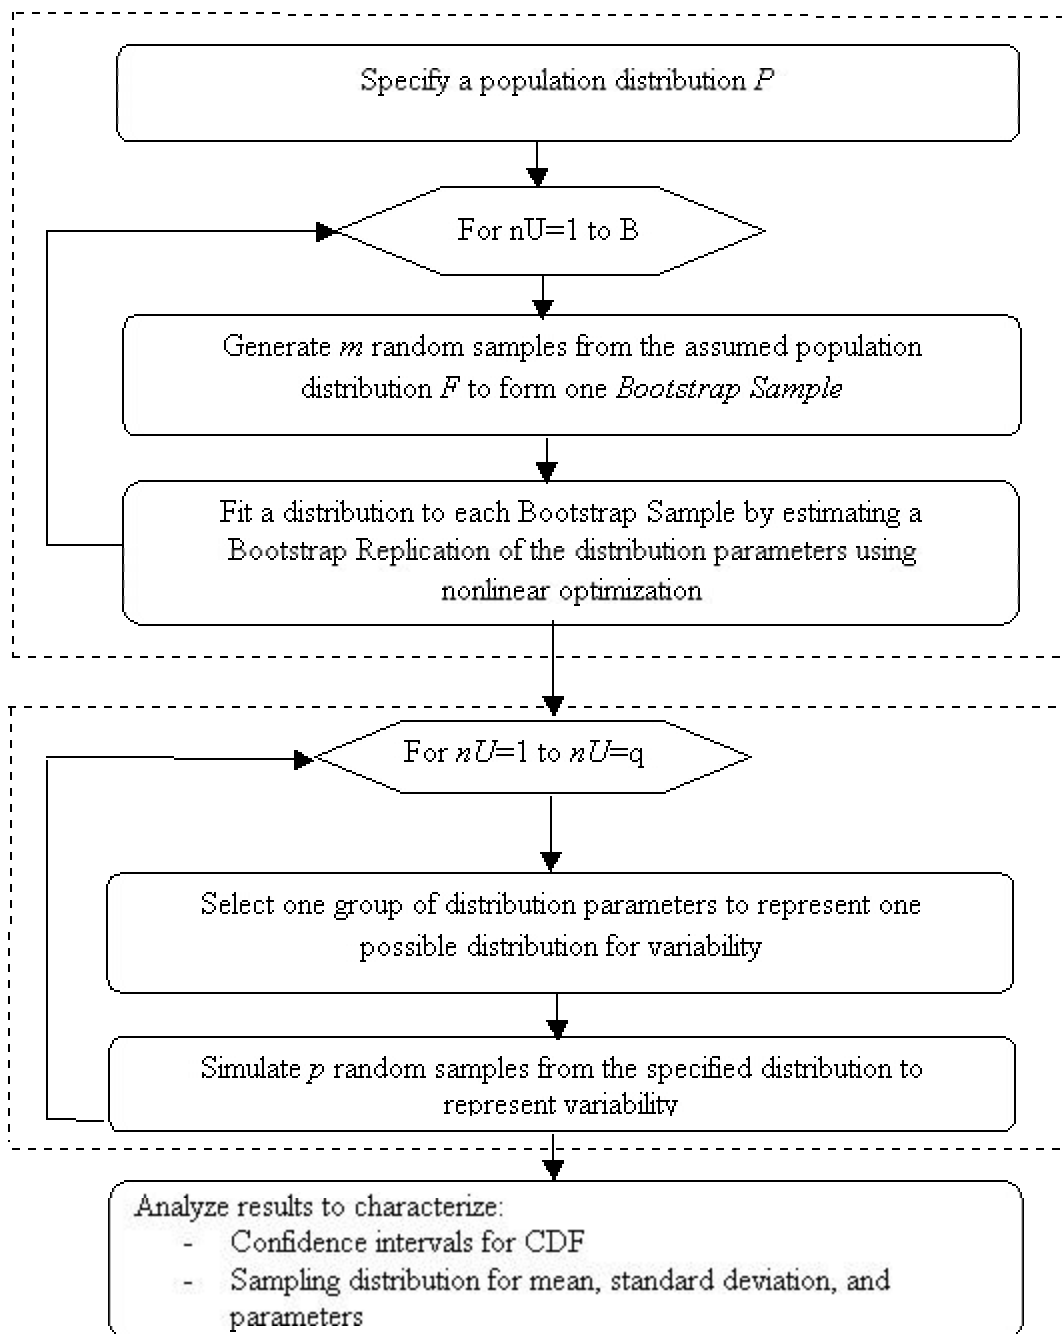 Specify a population distribution P
For nU=1 to B
Generate m random samples from the assumed population
distribution F to form one Bootstrap Sample
Fit a distribution to each Bootstrap Sample by estimating a
Bootstrap Replication of the distribution parameters using
nonlinear optimization
For nU=1 to nU=q
Select one group of distribution parameters to represent one
possible distribution for variability
Simulate p random samples from the specified distribution to
represent variability
Analyze results to characterize:
- Confidence intervals for CDF
- Sampling distribution for mean, standard deviation, and
parameters